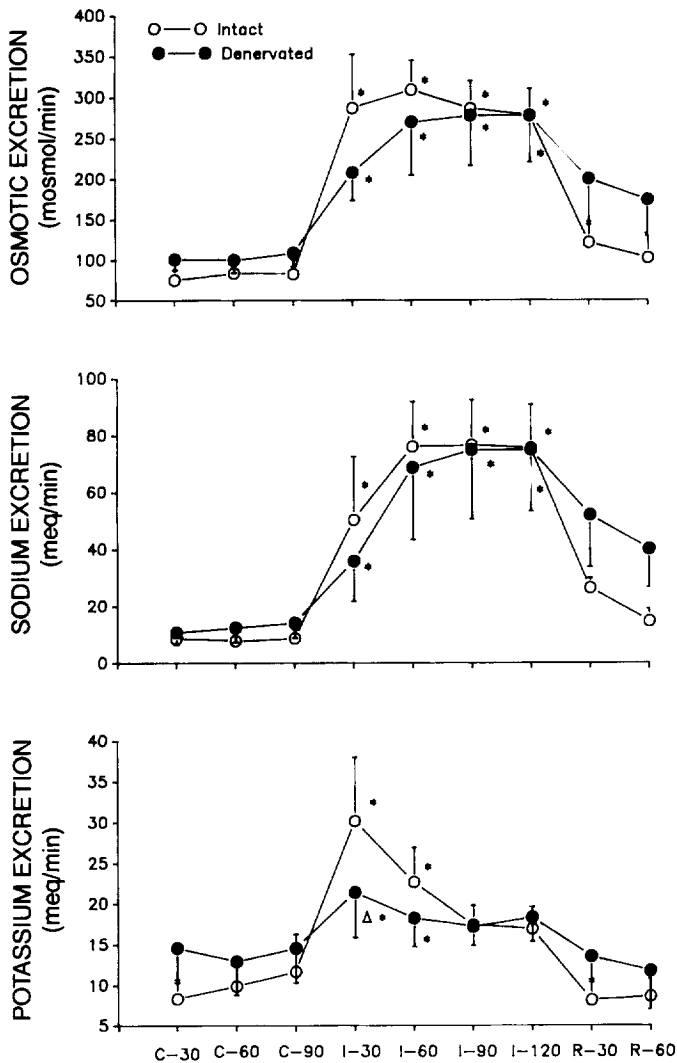 Intact
Denervated
OSMOTIC EXCRETION
(mosmol/min)
400
350
300
250
200
150
100
50
* * * *
* * * *
SODIUM EXCRETION
(meq/min)
100
80
60
40
20
0
* * * *
* * * *
POTASSIUM EXCRETION
(meq/min)
40
35
30
25
20
15
10
5
* *
Δ * *
C-30 C-60 C-90 I-30 I-60 I-90 I-120 R-30 R-60